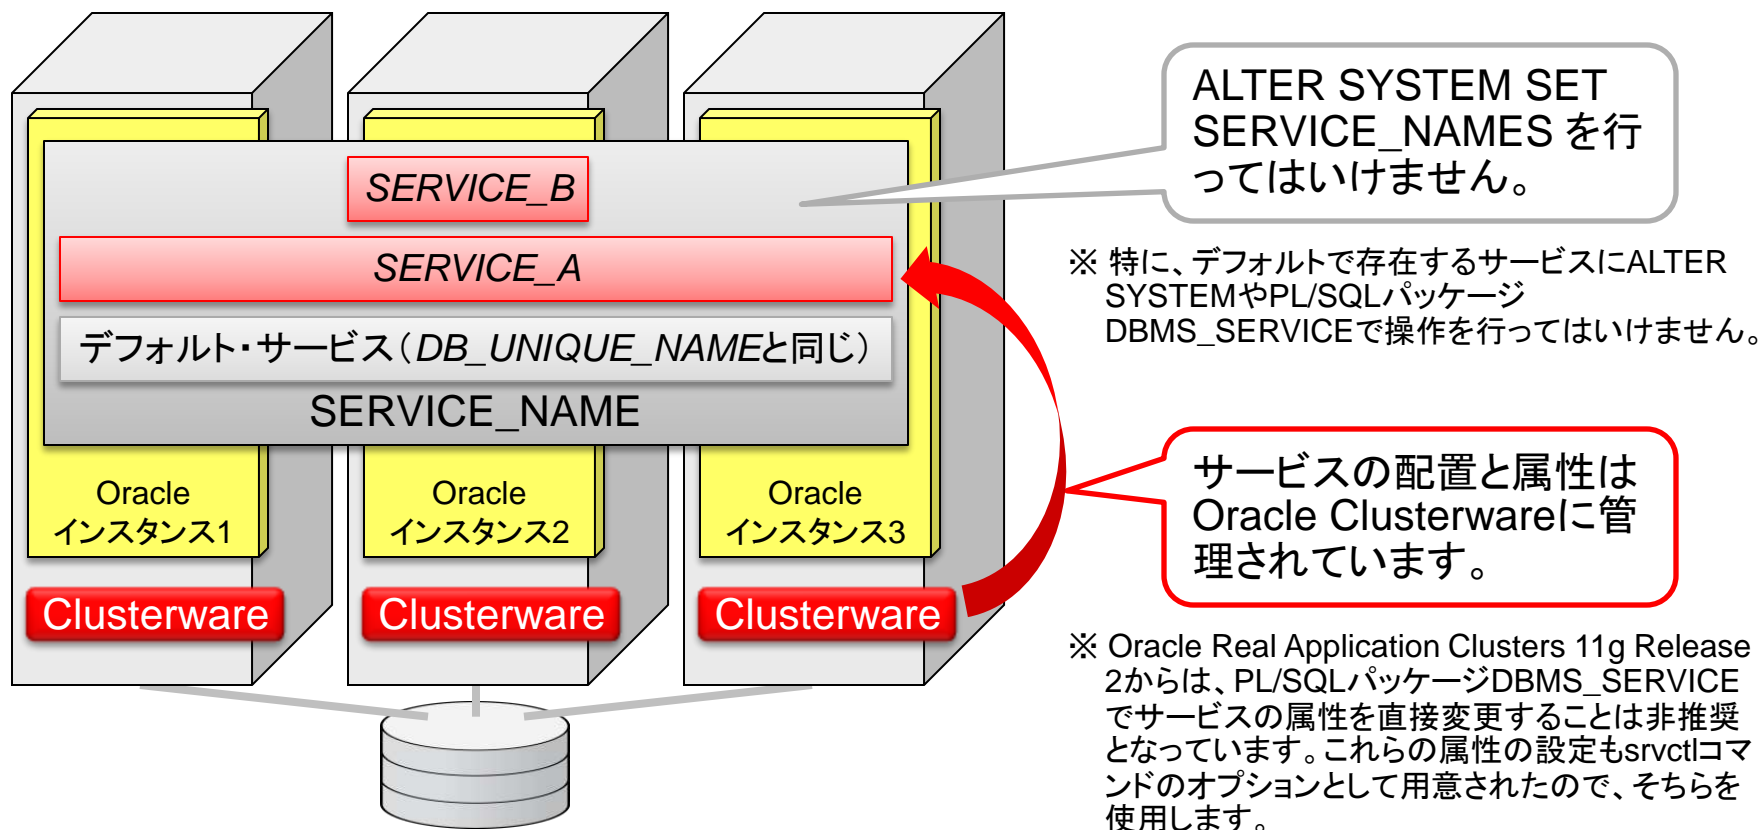 SERVICE_B
SERVICE_A
デフォルト・サービス（DB_UNIQUE_NAMEと同じ）
SERVICE_NAME
Oracle
インスタンス1
Oracle
インスタンス2
Oracle
インスタンス3
Clusterware
Clusterware
Clusterware
ALTER SYSTEM SET
SERVICE_NAMES を行
ってはいけません。
※ 特に、デフォルトで存在するサービスにALTER
SYSTEMやPL/SQLパッケージ
DBMS_SERVICEで操作を行ってはいけません。
サービスの配置と属性は
Oracle Clusterwareに管
理されています。
※ Oracle Real Application Clusters 11g Release
2からは、PL/SQLパッケージDBMS_SERVICE
でサービスの属性を直接変更することは非推奨
となっています。これらの属性の設定もsrvctlコマ
ンドのオプションとして用意されたので、そちらを
使用します。